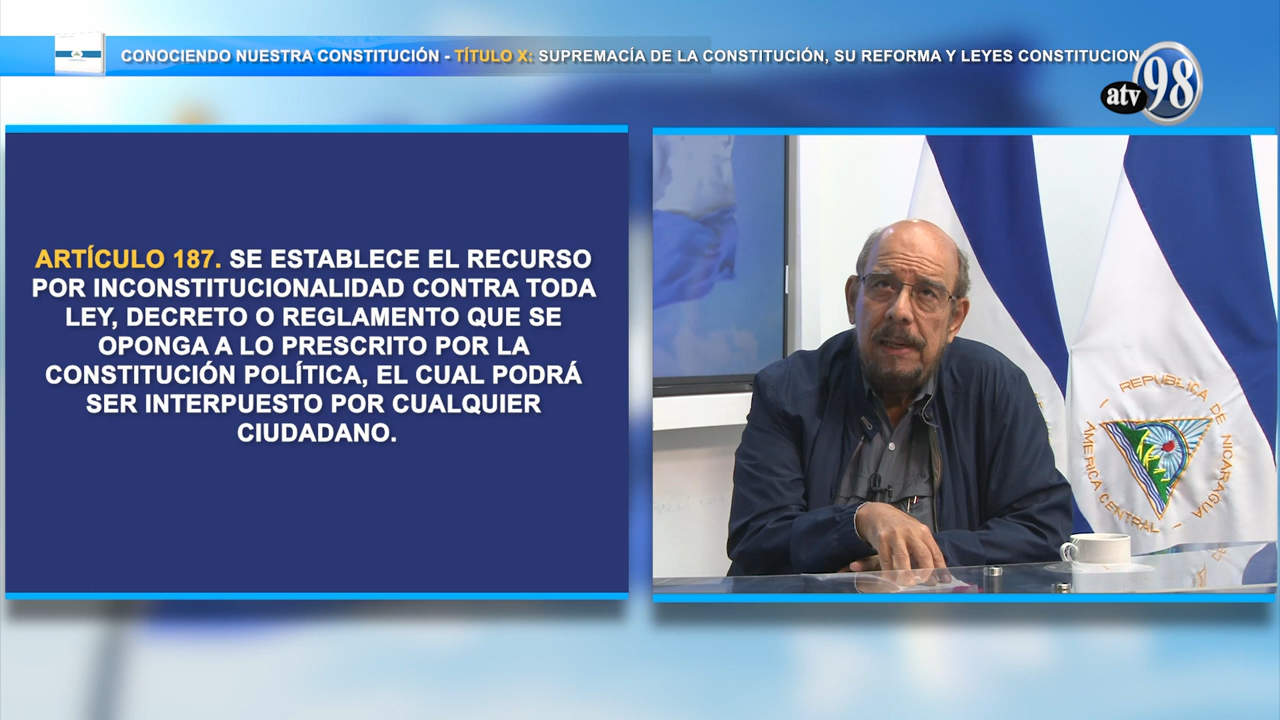 CONOCIENDO NUESTRA CONSTITUCIÓN - TÍTULO X: SUPREMACÍA DE LA CONSTITUCIÓN, SU REFORMA Y LEYES CONSTITUCION
atv 98
ARTÍCULO 187. SE ESTABLECE EL RECURSO
POR INCONSTITUCIONALIDAD CONTRA TODA
LEY, DECRETO O REGLAMENTO QUE SE
OPONGA A LO PRESCRITO POR LA
CONSTITUCIÓN POLÍTICA, EL CUAL PODRÁ
SER INTERPUESTO POR CUALQUIER
CIUDADANO.
REPÚBLICA DE NICARAGUA
AMERICA CENTRAL